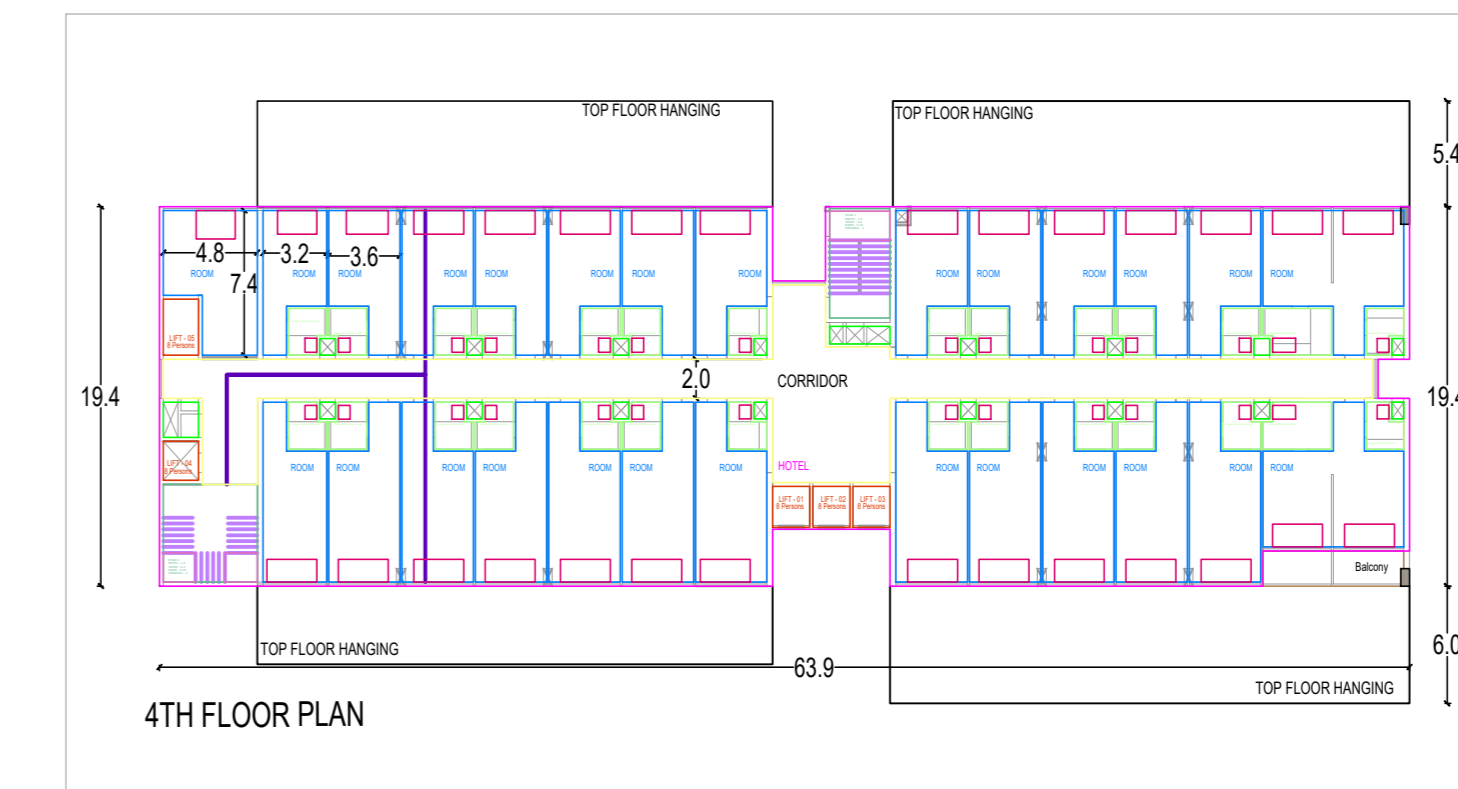 TOP FLOOR HANGING
TOP FLOOR HANGING
5.4
4.8
3.2
3.6
7.4
ROOM
ROOM
ROOM
ROOM
ROOM
ROOM
ROOM
ROOM
ROOM
ROOM
ROOM
ROOM
ROOM
ROOM
LIFT - 05
8 Persons
19.4
2.0
CORRIDOR
19.4
LIFT - 04
8 Persons
ROOM
ROOM
ROOM
ROOM
ROOM
ROOM
ROOM
HOTEL
ROOM
ROOM
ROOM
ROOM
ROOM
ROOM
LIFT - 01
8 Persons
LIFT - 02
8 Persons
LIFT - 03
8 Persons
Balcony
TOP FLOOR HANGING
6.0
63.9
TOP FLOOR HANGING
4TH FLOOR PLAN